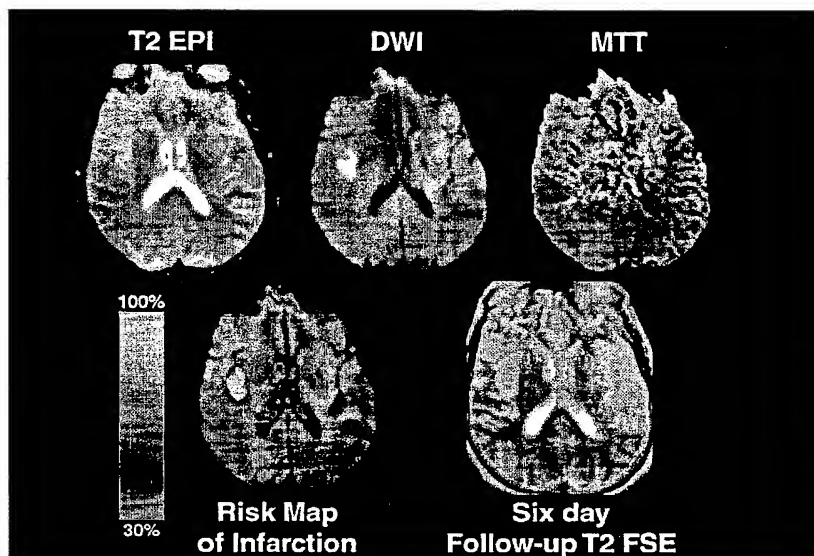 T2 EPI
DWI
MTT
100%
30%
Risk Map
of Infarction
Six day
Follow-up T2 FSE